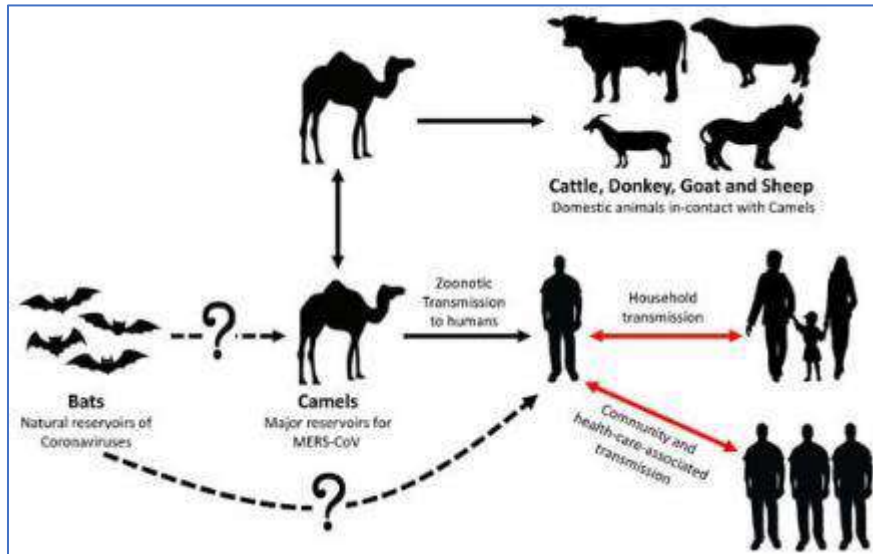 Cattle, Donkey, Goat and Sheep
Domestic animals in-contact with Camels
Zoonotic
Transmission
to humans
Household
transmission
?
Bats
Natural reservoirs of
Coronaviruses
Camels
Major reservoirs for
MERS-CoV
Community and
health-care-associated
transmission
?